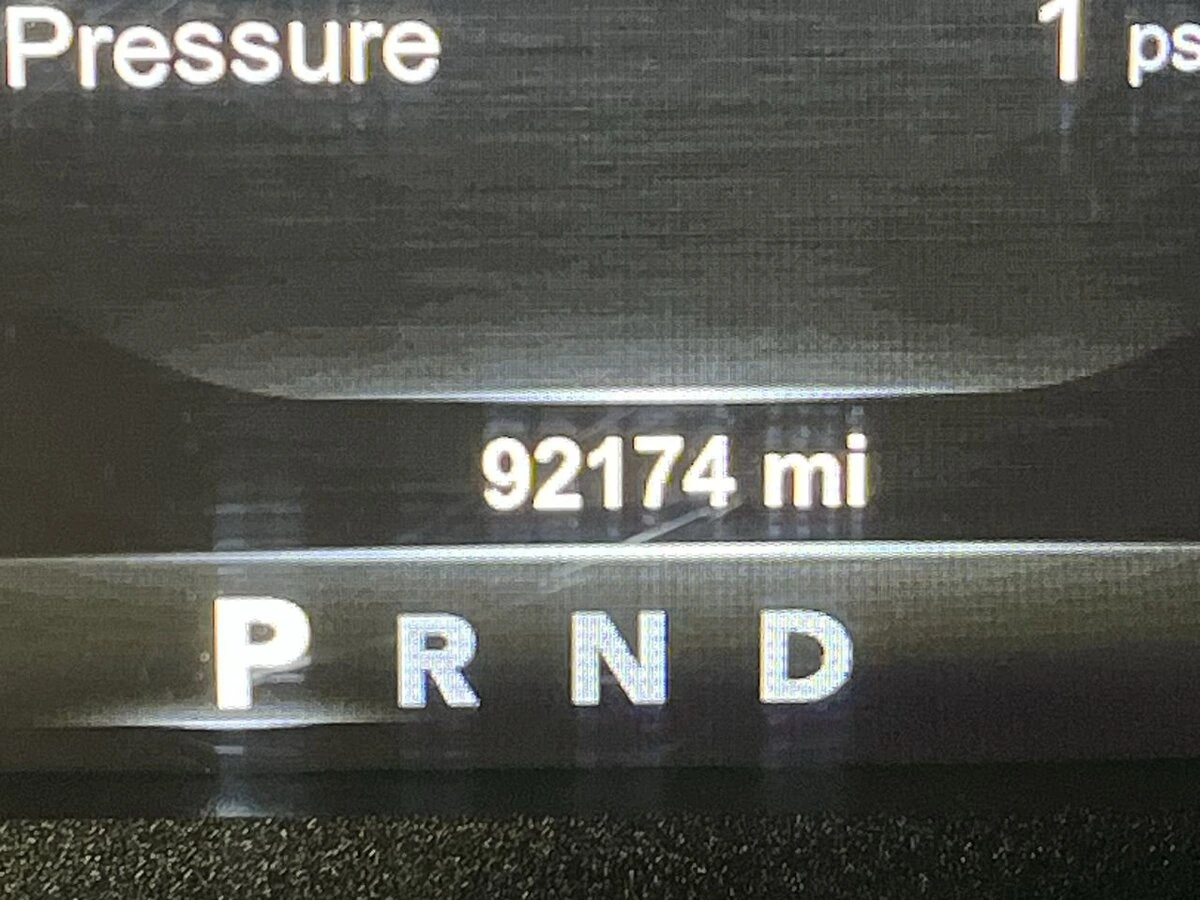 Pressure 1 ps
92174 mi
P R N D